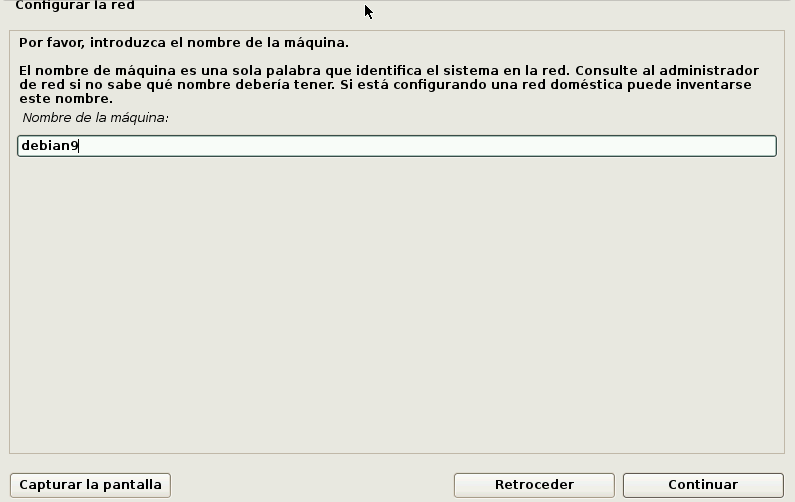 Configurar la red
Por favor, introduzca el nombre de la máquina.
El nombre de máquina es una sola palabra que identifica el sistema en la red. Consulte al administrador
de red si no sabe qué nombre debería tener. Si está configurando una red doméstica puede inventarse
este nombre.
Nombre de la máquina:
debian9
Capturar la pantalla
Retroceder
Continuar